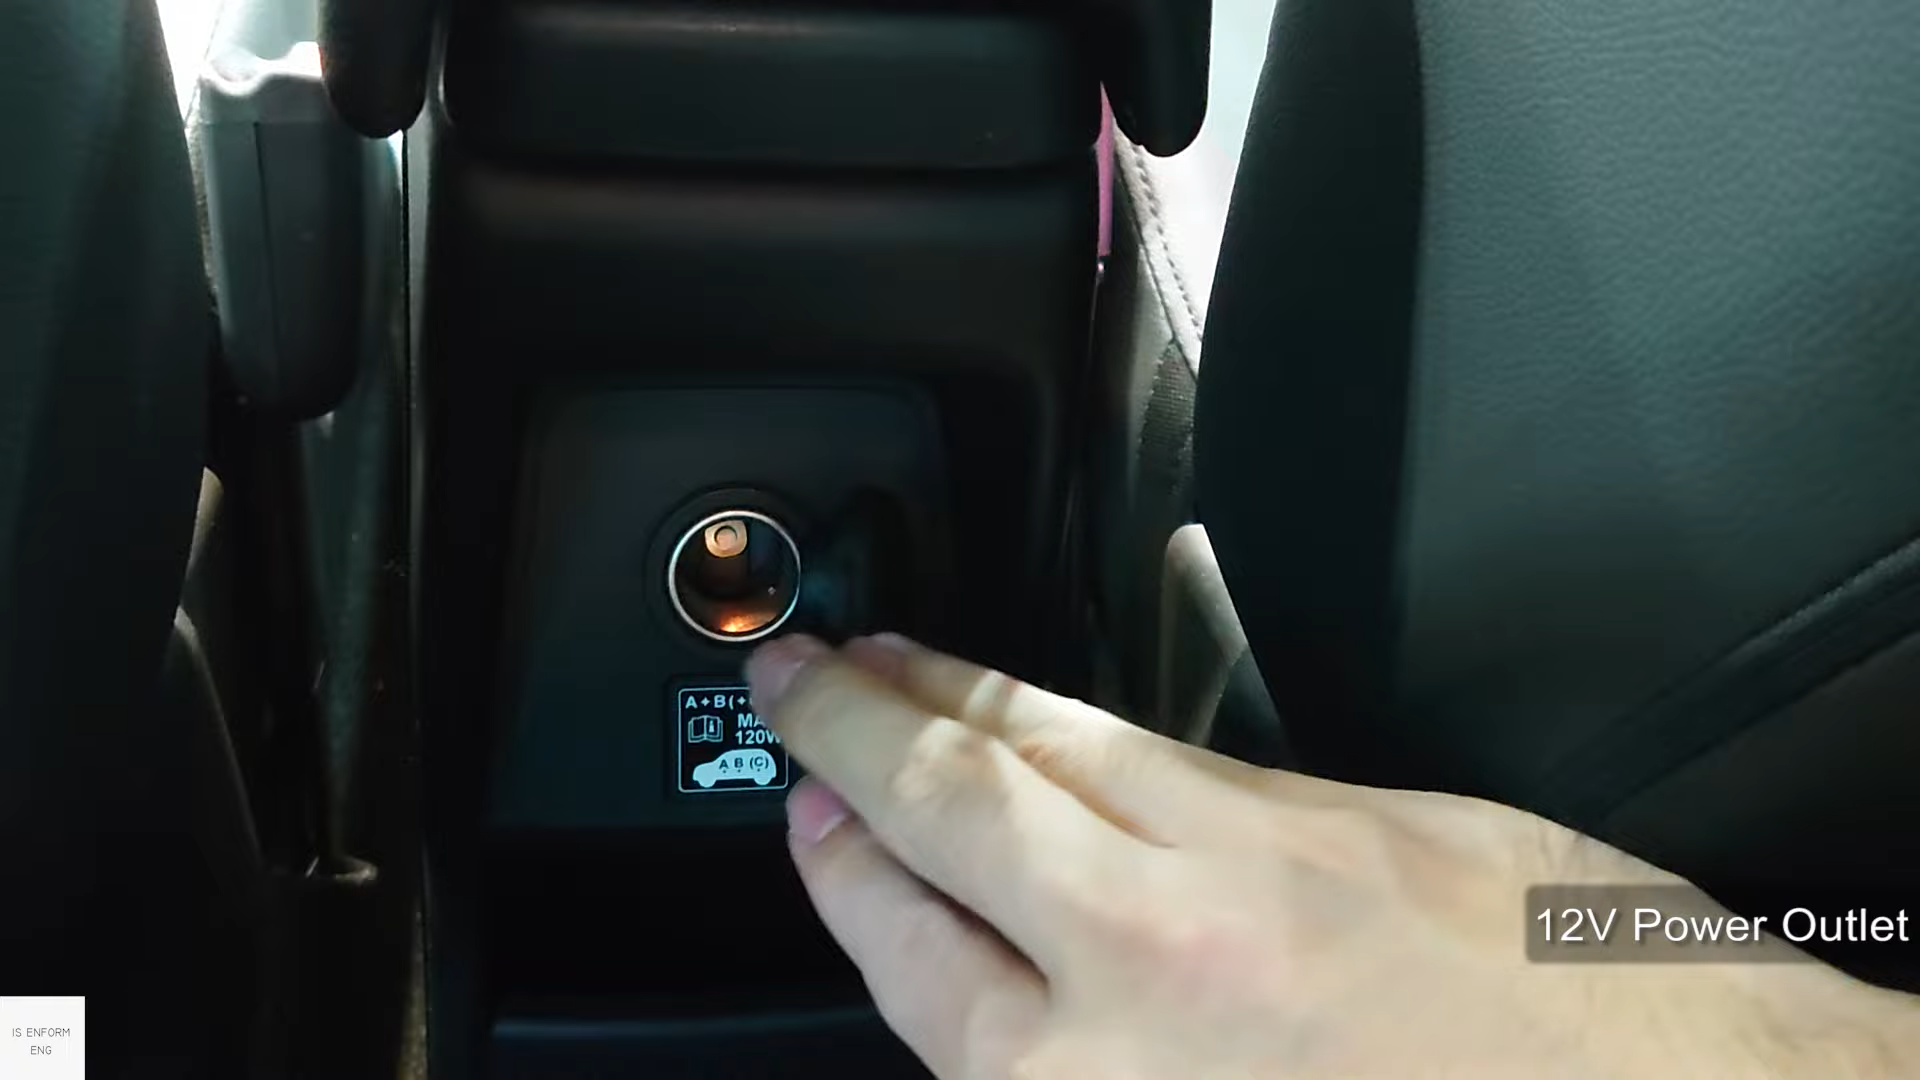 A+B(+
MA
120W
A B (C)
12V Power Outlet
IS ENFORM
ENG